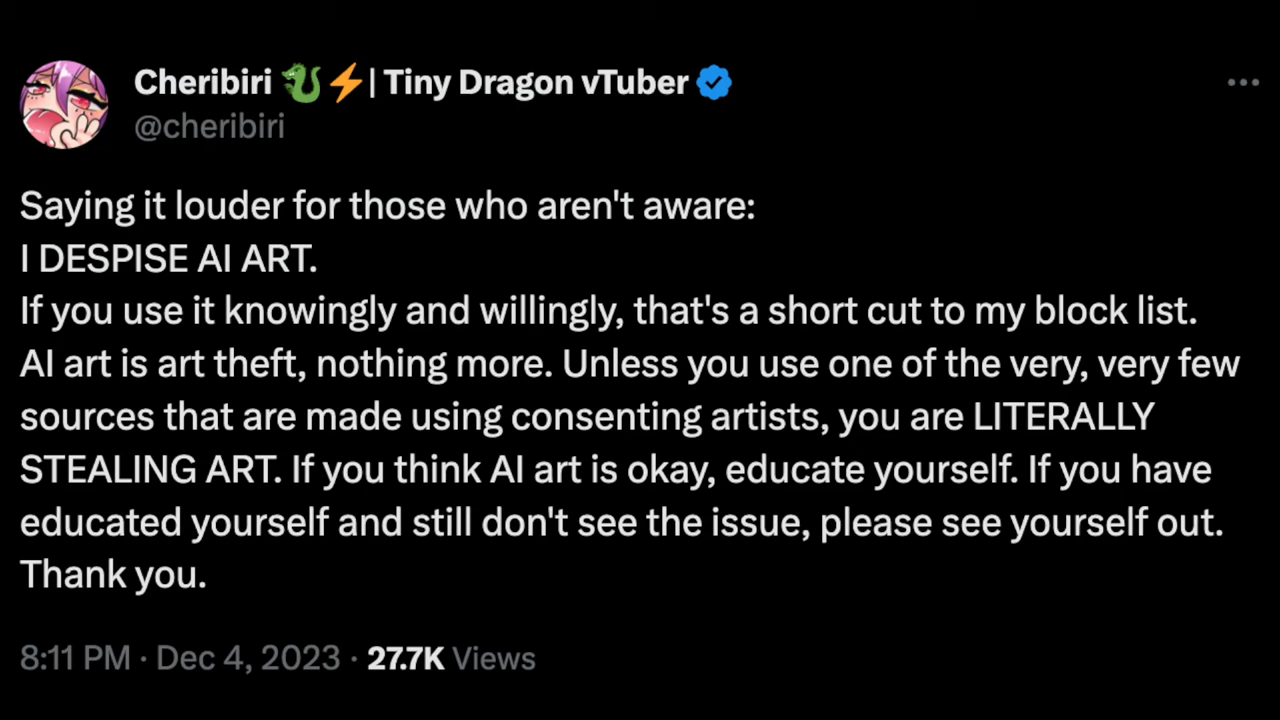 Cheribiri 🐉⚡| Tiny Dragon vTuber
@cheribiri
Saying it louder for those who aren't aware:
I DESPISE AI ART.
If you use it knowingly and willingly, that's a short cut to my block list.
AI art is art theft, nothing more. Unless you use one of the very, very few
sources that are made using consenting artists, you are LITERALLY
STEALING ART. If you think AI art is okay, educate yourself. If you have
educated yourself and still don't see the issue, please see yourself out.
Thank you.
8:11 PM · Dec 4, 2023 · 27.7K Views